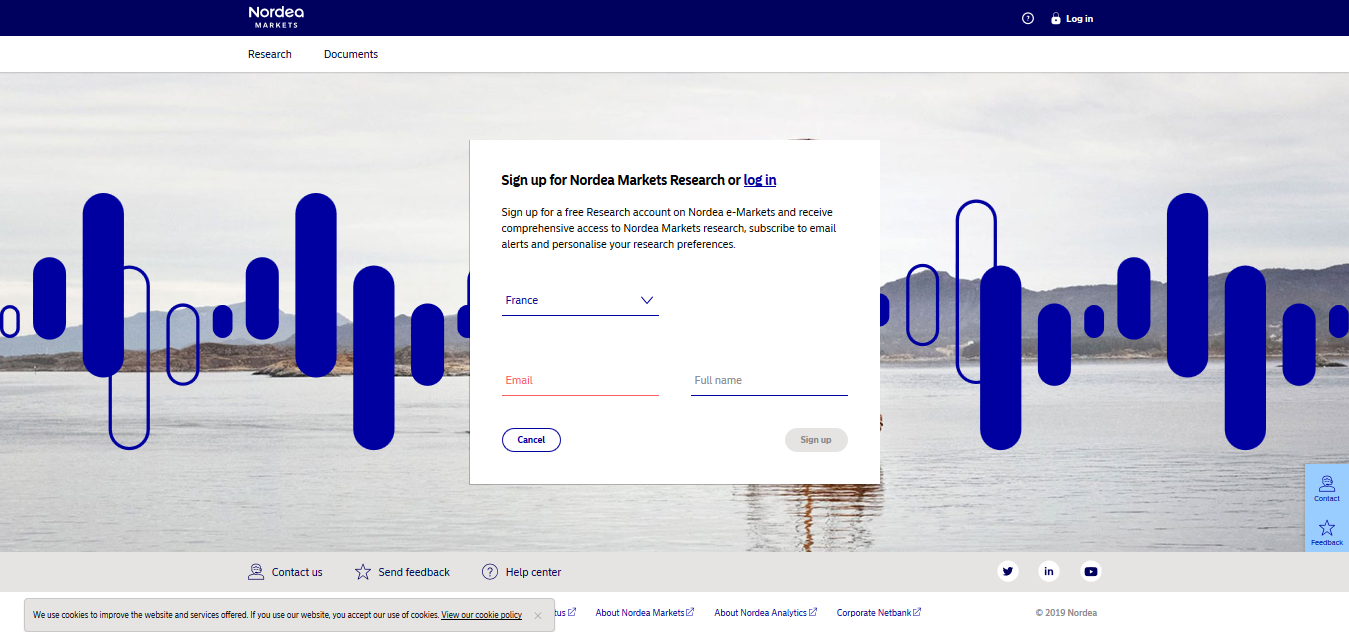 Nordea
MARKETS
? Log in
Research Documents
Sign up for Nordea Markets Research or log in
Sign up for a free Research account on Nordea e-Markets and receive
comprehensive access to Nordea Markets research, subscribe to email
alerts and personalise your research preferences.
France
Email Full name
Cancel Sign up
Contact
Feedback
Contact us Send feedback ? Help center in
We use cookies to improve the website and services offered. If you use our website, you accept our use of cookies. View our cookie policy
About Nordea Markets About Nordea Analytics Corporate Netbank © 2019 Nordea